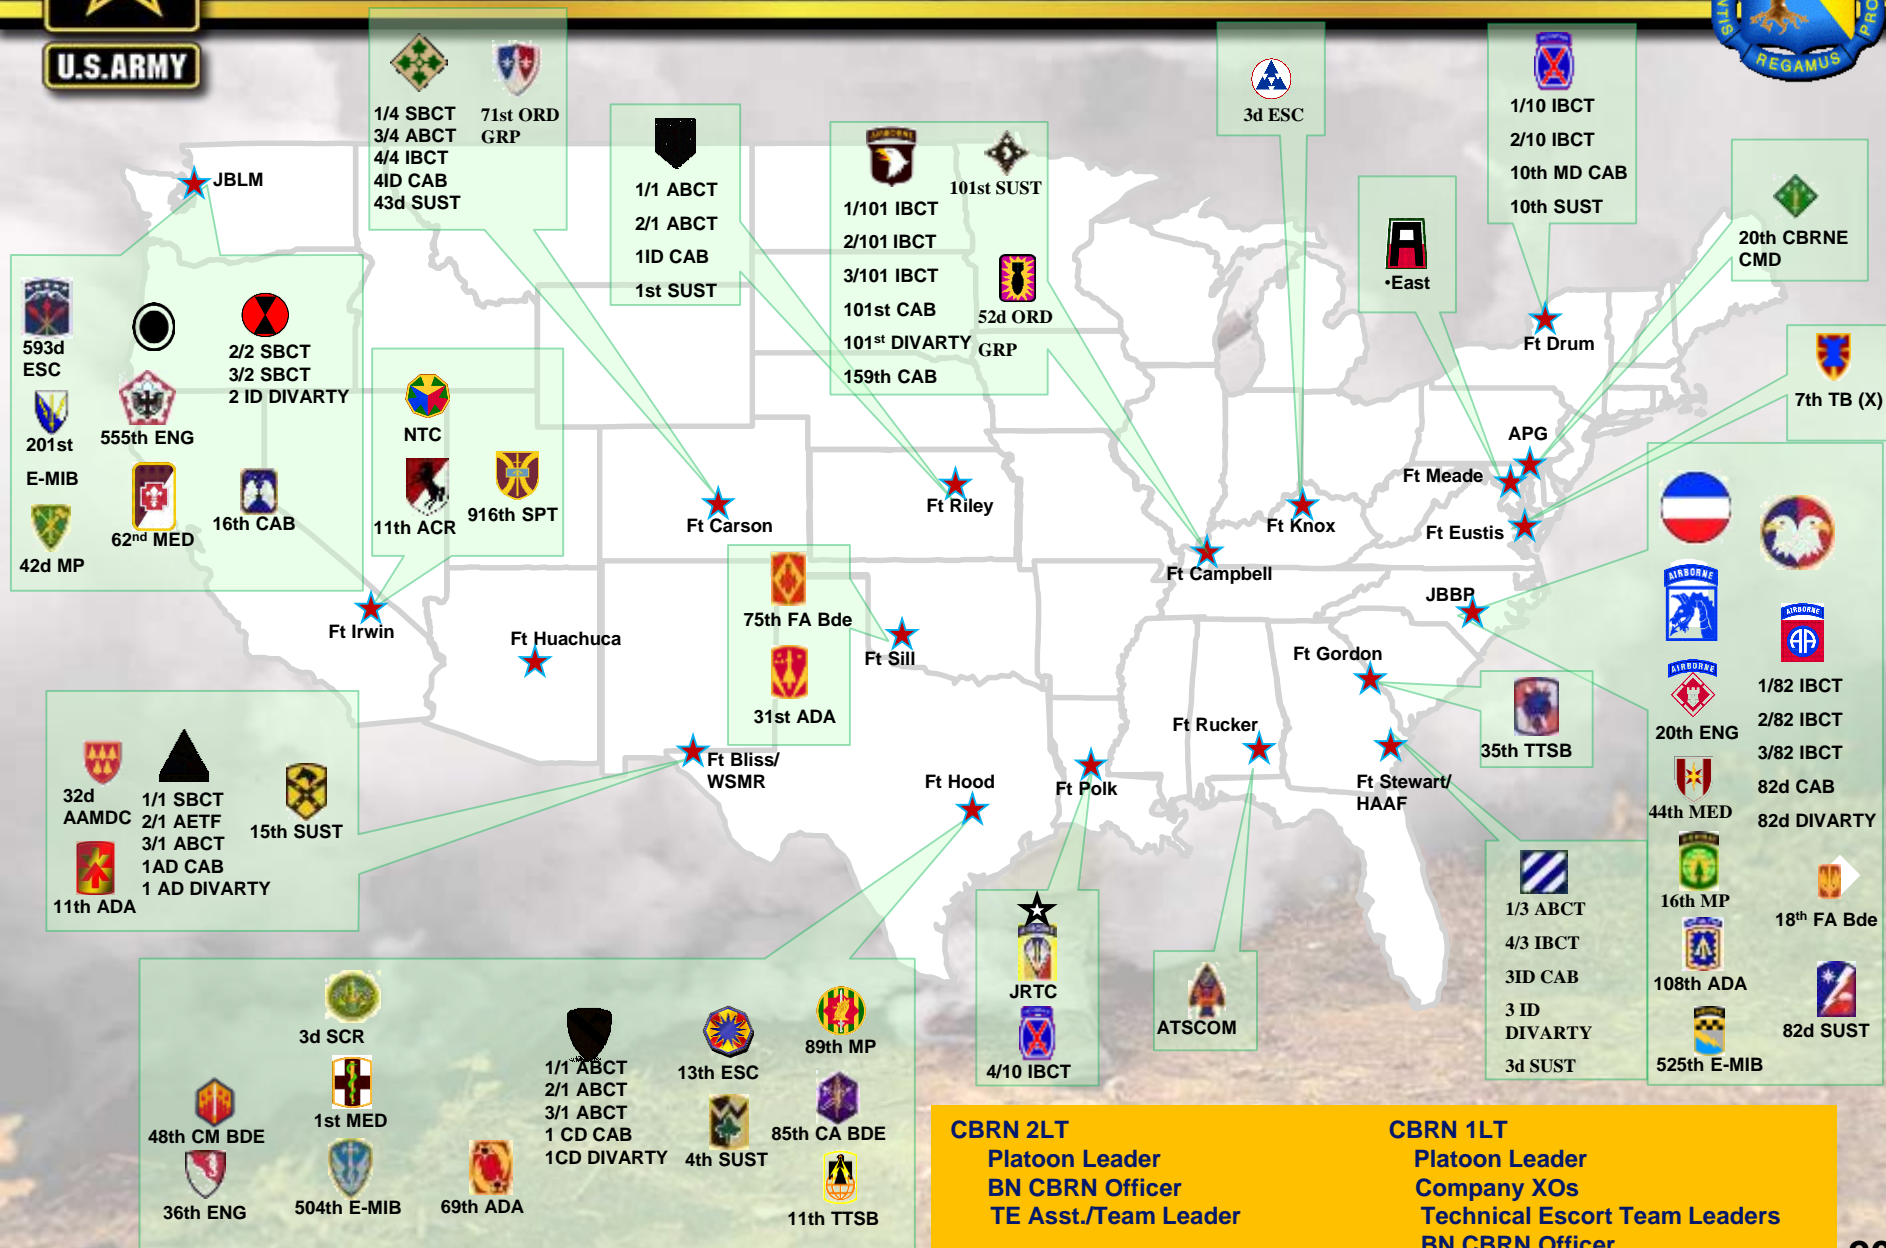 U.S.ARMY
REGAMUS
1/4 SBCT
3/4 ABCT
4/4 IBCT
4ID CAB
43d SUST
71st ORD
GRP
1/1 ABCT
2/1 ABCT
1ID CAB
1st SUST
AIRBORNE
1/101 IBCT
2/101 IBCT
3/101 IBCT
101st CAB
101st DIVARTY
159th CAB
101st SUST
52d ORD
GRP
3d ESC
•East
1/10 IBCT
2/10 IBCT
10th MD CAB
10th SUST
20th CBRNE
CMD
7th TB (X)
JBLM
593d
ESC
201st
E-MIB
42d MP
555th ENG
62nd MED
2/2 SBCT
3/2 SBCT
2 ID DIVARTY
16th CAB
NTC
11th ACR
916th SPT
Ft Irwin
Ft Huachuca
Ft Carson
Ft Riley
Ft Knox
Ft Campbell
Ft Drum
APG
Ft Meade
Ft Eustis
JBBP
Ft Gordon
Ft Rucker
Ft Stewart/
HAAF
Ft Polk
Ft Hood
Ft Sill
Ft Bliss/
WSMR
75th FA Bde
31st ADA
32d
AAMDC
11th ADA
1/1 SBCT
2/1 AETF
3/1 ABCT
1AD CAB
1 AD DIVARTY
15th SUST
3d SCR
1st MED
48th CM BDE
36th ENG
504th E-MIB
69th ADA
1/1 ABCT
2/1 ABCT
3/1 ABCT
1 CD CAB
1CD DIVARTY
13th ESC
4th SUST
89th MP
85th CA BDE
11th TTSB
JRTC
4/10 IBCT
ATSCOM
35th TTSB
1/3 ABCT
4/3 IBCT
3ID CAB
3 ID
DIVARTY
3d SUST
AIRBORNE
AIRBORNE
AA
AIRBORNE
20th ENG
44th MED
16th MP
108th ADA
525th E-MIB
1/82 IBCT
2/82 IBCT
3/82 IBCT
82d CAB
82d DIVARTY
18th FA Bde
82d SUST
CBRN 2LT
Platoon Leader
BN CBRN Officer
TE Asst./Team Leader
CBRN 1LT
Platoon Leader
Company XOs
Technical Escort Team Leaders
BN CBRN Officer